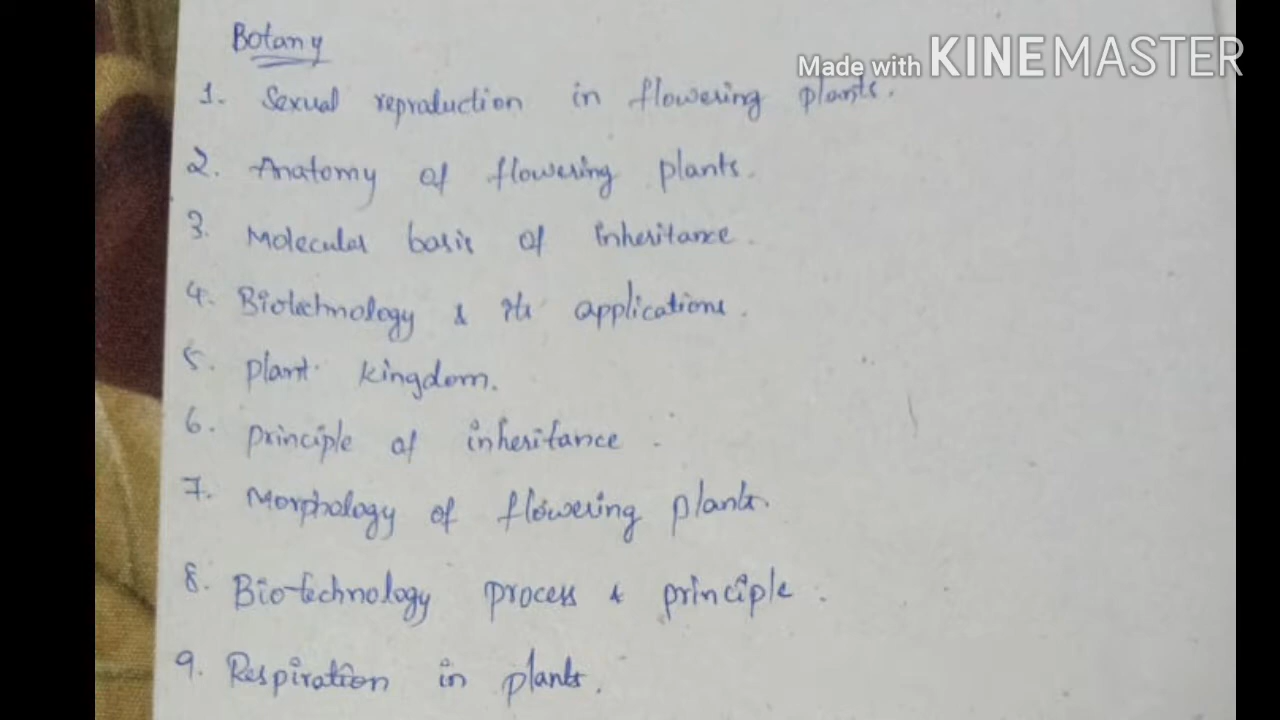 Botany
Made with KINEMASTER
1. Sexual reproduction in flowering plants.
2. Anatomy of flowering plants.
3. Molecular basis of inheritance.
4. Biotechnology & its applications.
5. plant kingdom.
6. principle of inheritance.
7. Morphology of flowering plants.
8. Bio-technology process & principle.
9. Respiration in plants.